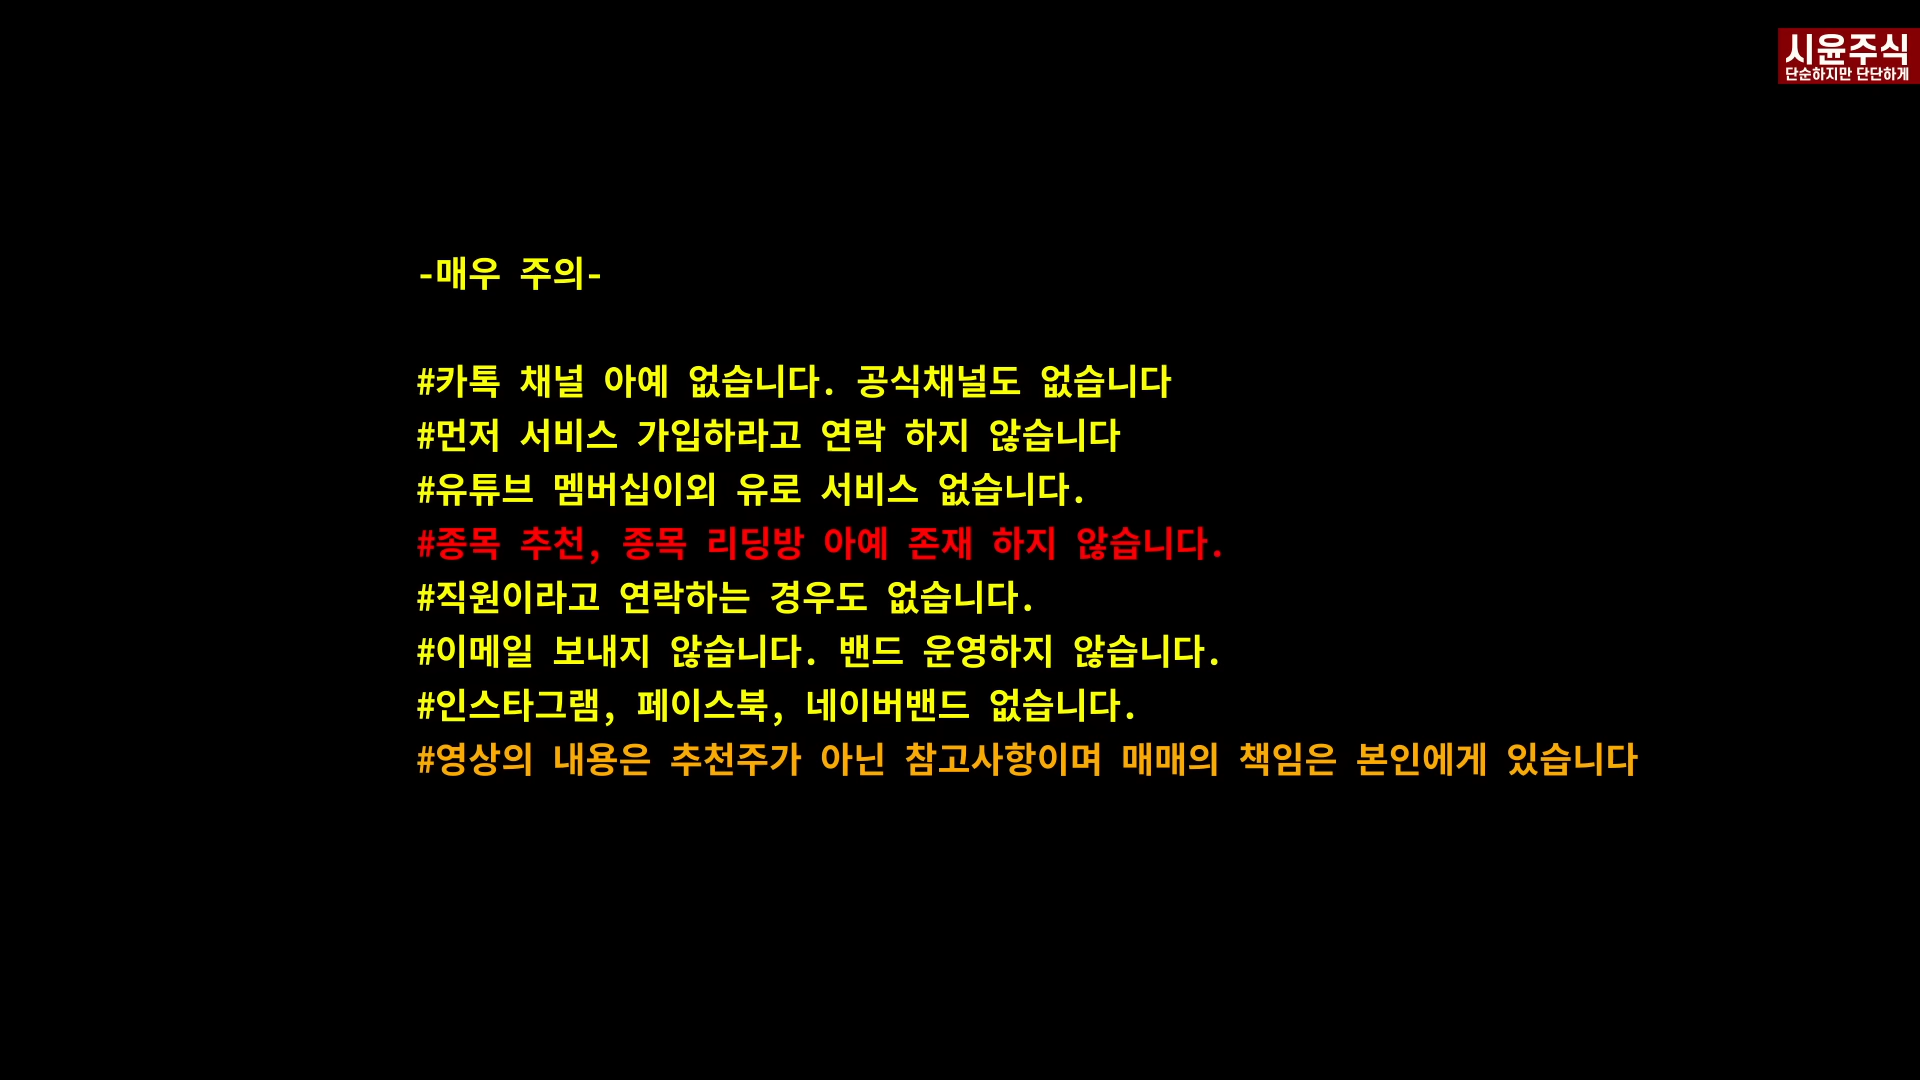 시윤주식
단순하지만 단단하게
-매우 주의-
#카톡 채널 아예 없습니다. 공식채널도 없습니다
#먼저 서비스 가입하라고 연락 하지 않습니다
#유튜브 멤버십이외 유로 서비스 없습니다.
#종목 추천, 종목 리딩방 아예 존재 하지 않습니다.
#직원이라고 연락하는 경우도 없습니다.
#이메일 보내지 않습니다. 밴드 운영하지 않습니다.
#인스타그램, 페이스북, 네이버밴드 없습니다.
#영상의 내용은 추천주가 아닌 참고사항이며 매매의 책임은 본인에게 있습니다